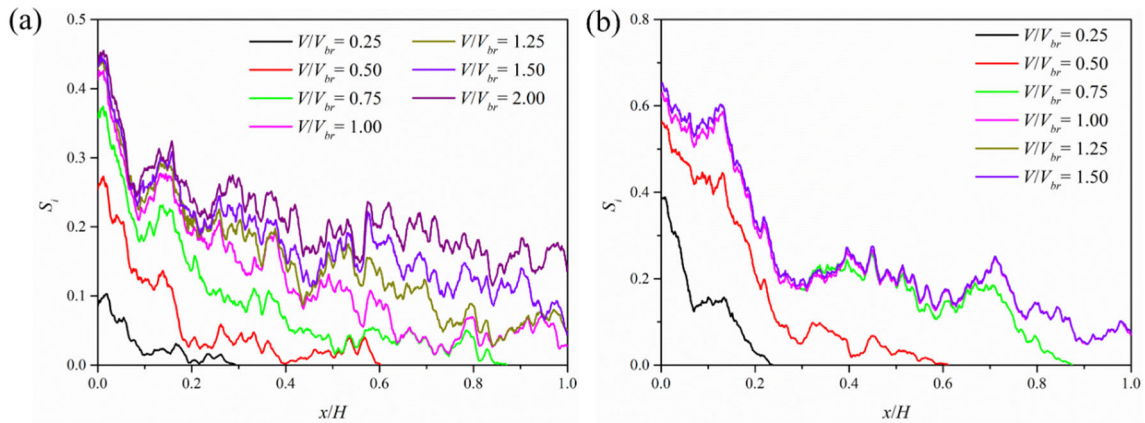 (a)
0.5
0.4
0.3
0.2
0.1
0.0
S_i
V/V_br = 0.25
V/V_br = 0.50
V/V_br = 0.75
V/V_br = 1.00
V/V_br = 1.25
V/V_br = 1.50
V/V_br = 2.00
0.0 0.2 0.4 0.6 0.8 1.0
x/H
(b)
0.8
0.6
0.4
0.2
0.0
S_i
V/V_br = 0.25
V/V_br = 0.50
V/V_br = 0.75
V/V_br = 1.00
V/V_br = 1.25
V/V_br = 1.50
0.0 0.2 0.4 0.6 0.8 1.0
x/H